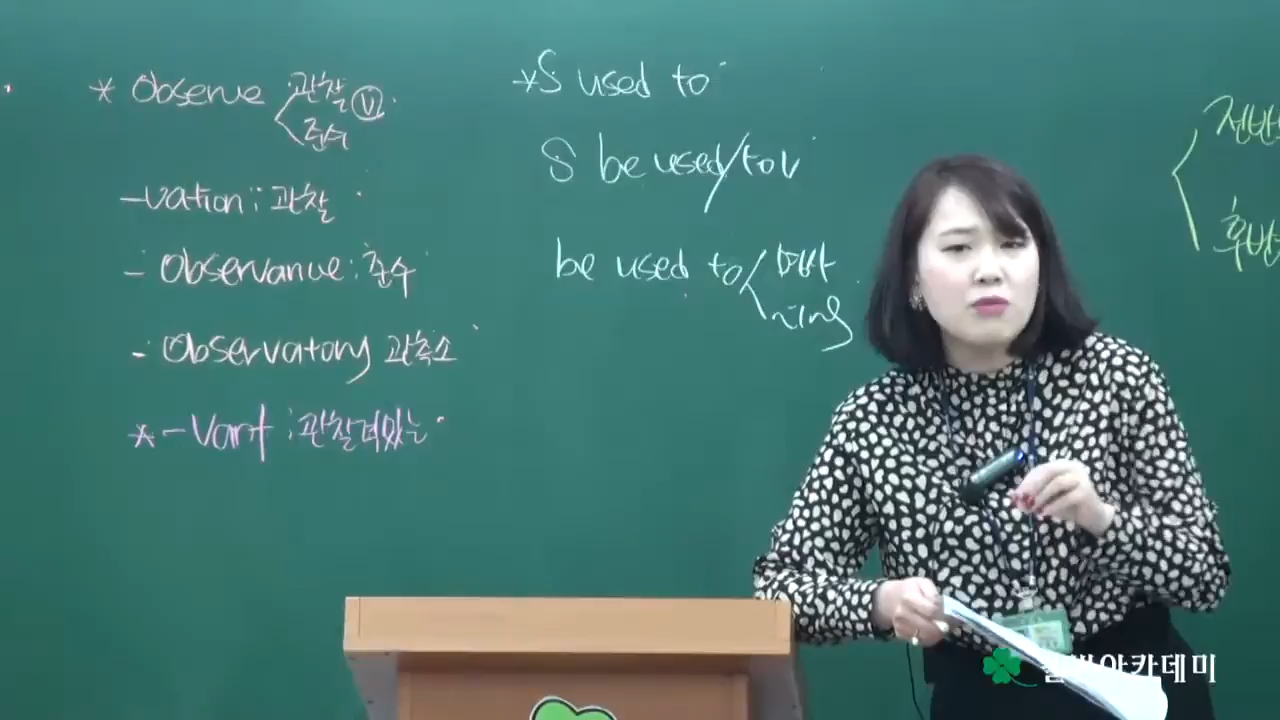 * Observe 관찰 ⓥ
준수
-vation : 관찰
- Observance : 준수
- Observatory 관측소
* -vant : 관찰력있는
*S used to
S be used/to v
be used to 명사
~ing
전반
후반
아카데미